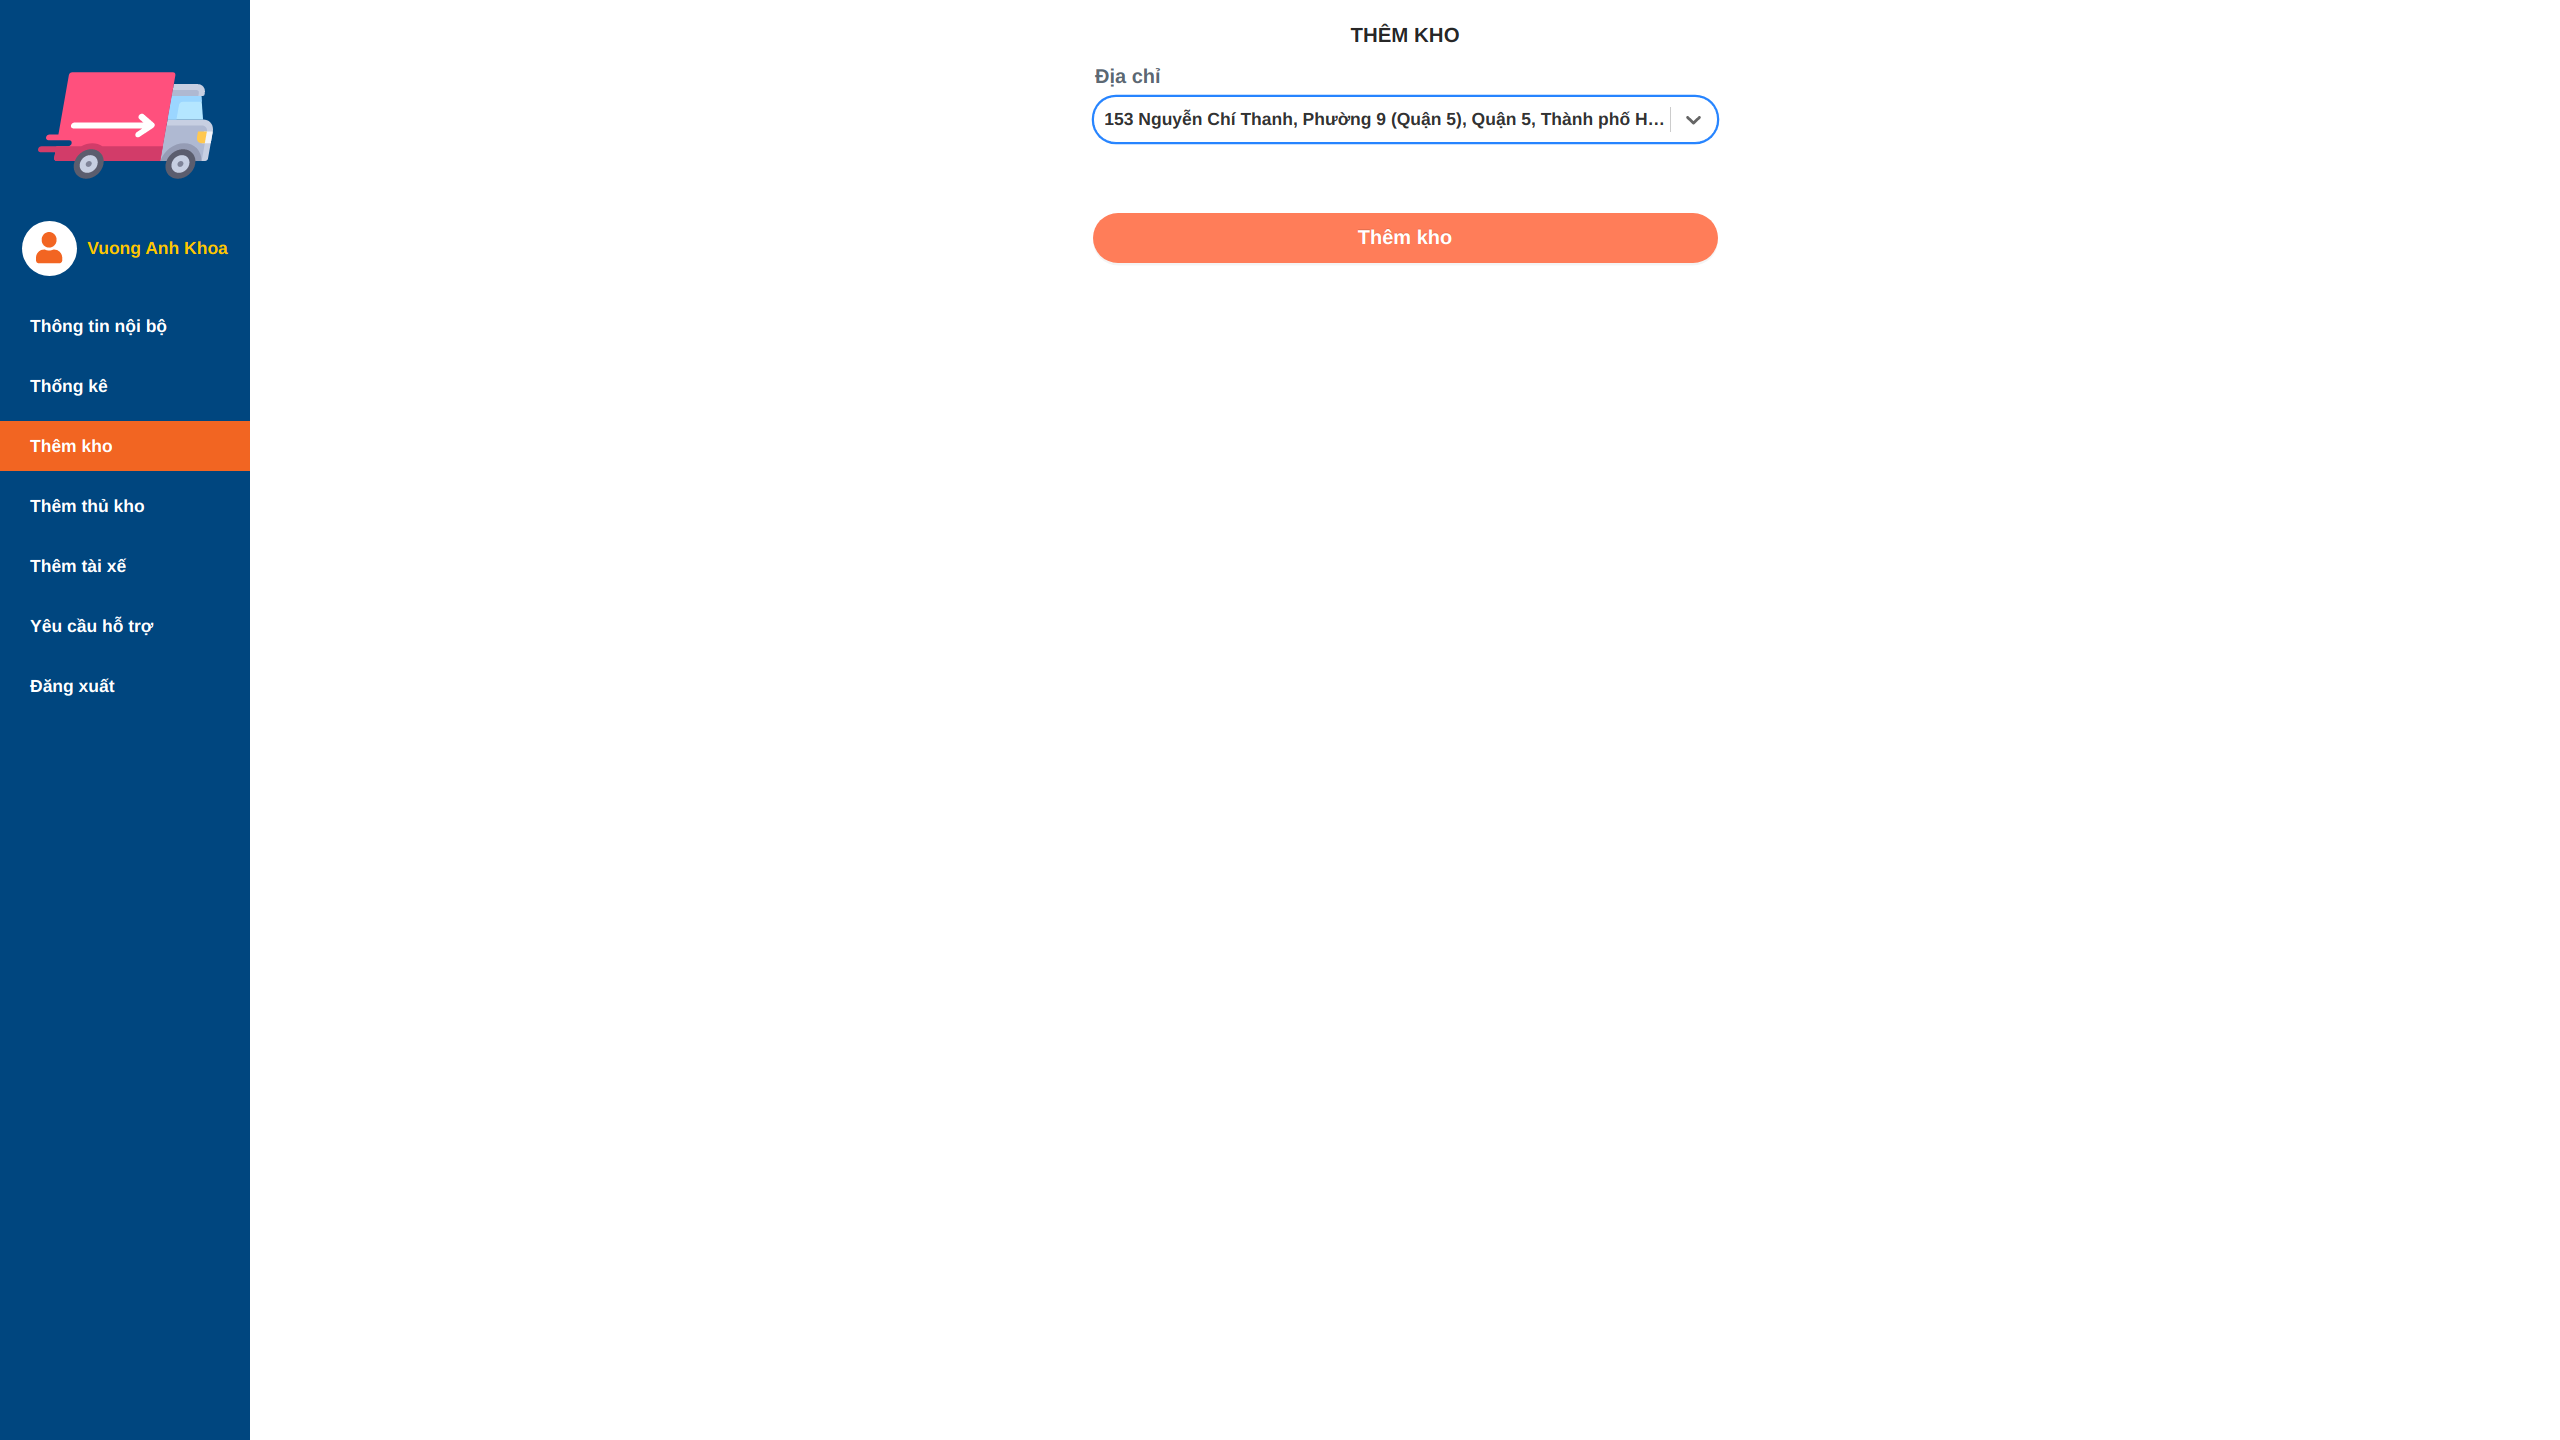 Vuong Anh Khoa
Thông tin nội bộ
Thống kê
Thêm kho
Thêm thủ kho
Thêm tài xế
Yêu cầu hỗ trợ
Đăng xuất
THÊM KHO
Địa chỉ
153 Nguyễn Chí Thanh, Phường 9 (Quận 5), Quận 5, Thành phố H...
Thêm kho